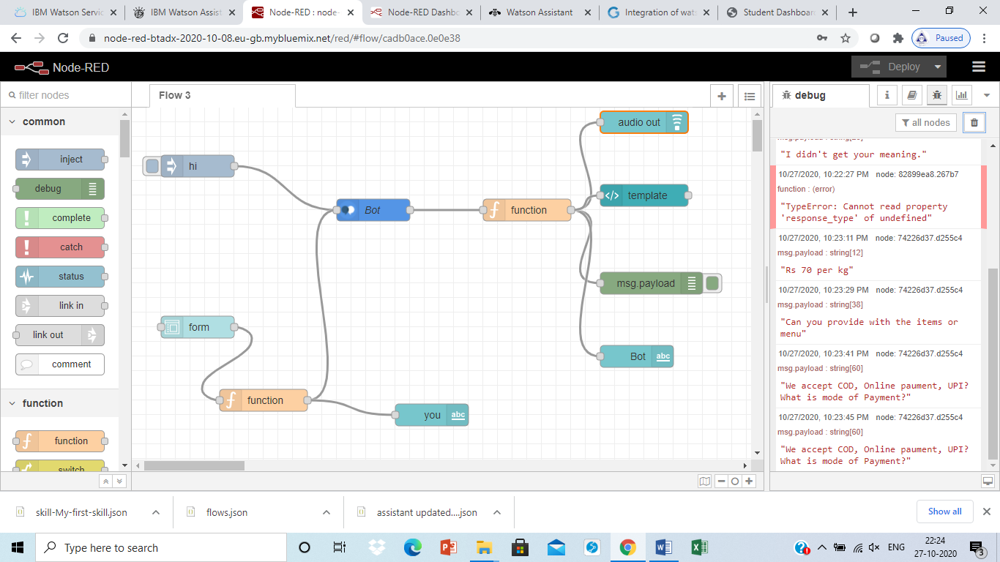 IBM Watson Servic
IBM Watson Assist
Node-RED : node-
Node-RED Dashbo
Watson Assistant
Integration of wat
Student Dashboar
node-red-btadx-2020-10-08.eu-gb.mybluemix.net/red/#flow/cadb0ace.0e0e38
Paused
Node-RED
Deploy
filter nodes
Flow 3
debug
all nodes
common
inject
debug
complete
catch
status
link in
link out
comment
function
function
switch
hi
Bot
function
audio out
template
msg.payload
Bot
abc
form
function
you
abc
"I didn't get your meaning."
10/27/2020, 10:22:27 PM node: 82899ea8.267b7
function : (error)
"TypeError: Cannot read property
'response_type' of undefined"
10/27/2020, 10:23:11 PM node: 74226d37.d255c4
msg.payload : string[12]
"Rs 70 per kg"
10/27/2020, 10:23:29 PM node: 74226d37.d255c4
msg.payload : string[38]
"Can you provide with the items or
menu"
10/27/2020, 10:23:41 PM node: 74226d37.d255c4
msg.payload : string[60]
"We accept COD, Online paument, UPI?
What is mode of Payment?"
10/27/2020, 10:23:45 PM node: 74226d37.d255c4
msg.payload : string[60]
"We accept COD, Online paument, UPI?
What is mode of Payment?"
skill-My-first-skill.json
flows.json
assistant updated....json
Show all
Type here to search
ENG
22:24
27-10-2020
3